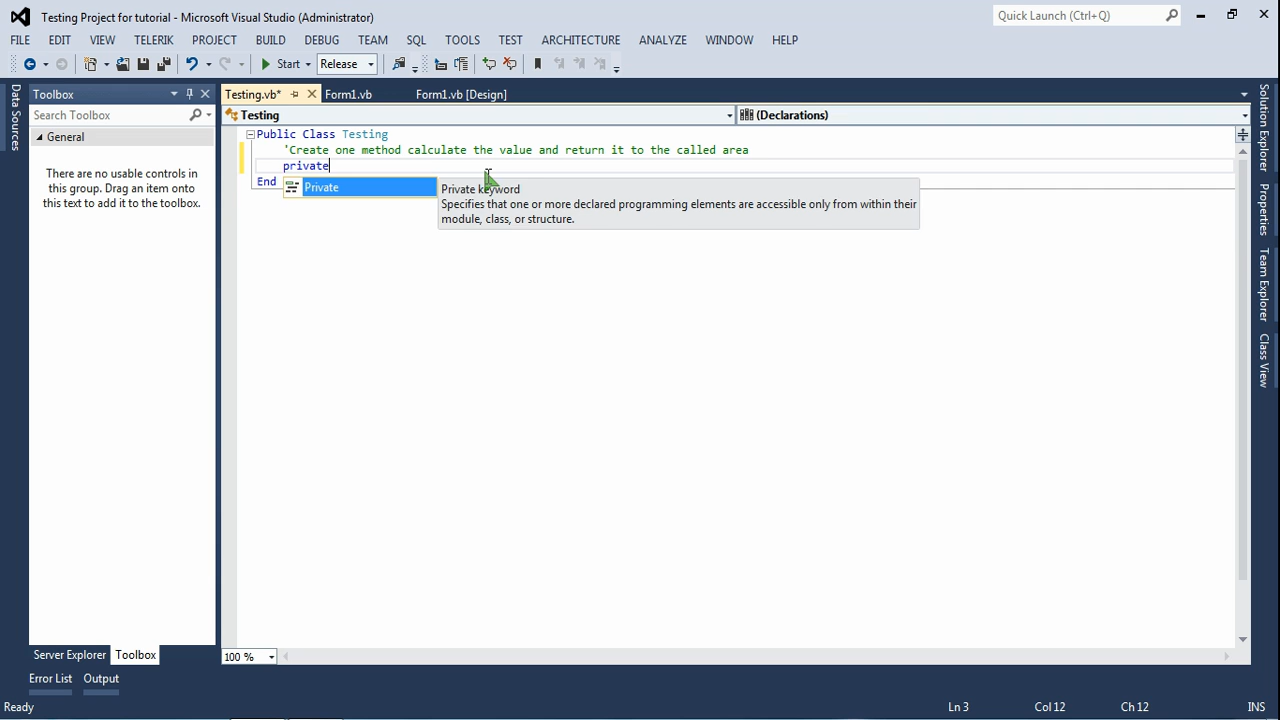 Testing Project for tutorial - Microsoft Visual Studio (Administrator)
Quick Launch (Ctrl+Q)
FILE EDIT VIEW TELERIK PROJECT BUILD DEBUG TEAM SQL TOOLS TEST ARCHITECTURE ANALYZE WINDOW HELP
Start Release
Data Sources
Toolbox
Search Toolbox
General
There are no usable controls in
this group. Drag an item onto
this text to add it to the toolbox.
Server Explorer Toolbox
Testing.vb* Form1.vb Form1.vb [Design]
Testing (Declarations)
Public Class Testing
'Create one method calculate the value and return it to the called area
private
End
Private
Private keyword
Specifies that one or more declared programming elements are accessible only from within their
module, class, or structure.
100 %
Solution Explorer
Properties
Team Explorer
Class View
Error List Output
Ready Ln 3 Col 12 Ch 12 INS